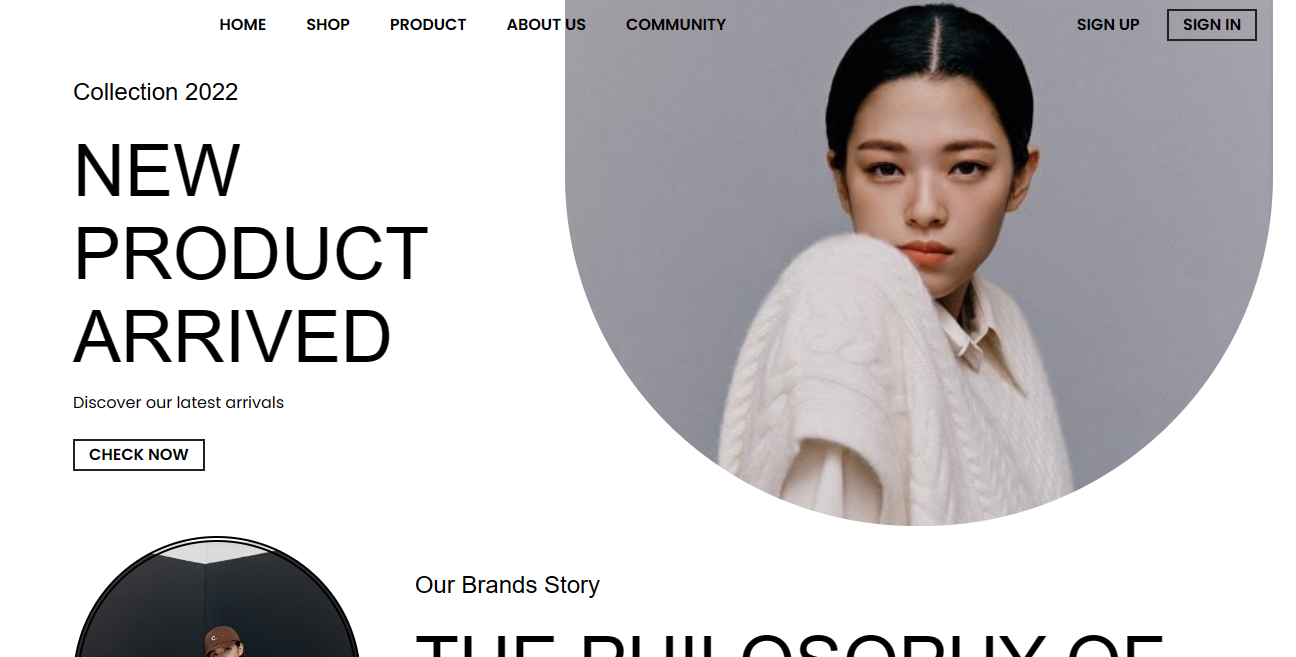 HOME SHOP PRODUCT ABOUT US COMMUNITY SIGN UP SIGN IN
Collection 2022
NEW
PRODUCT
ARRIVED
Discover our latest arrivals
CHECK NOW
Our Brands Story
THE PHILOSOPHY OF